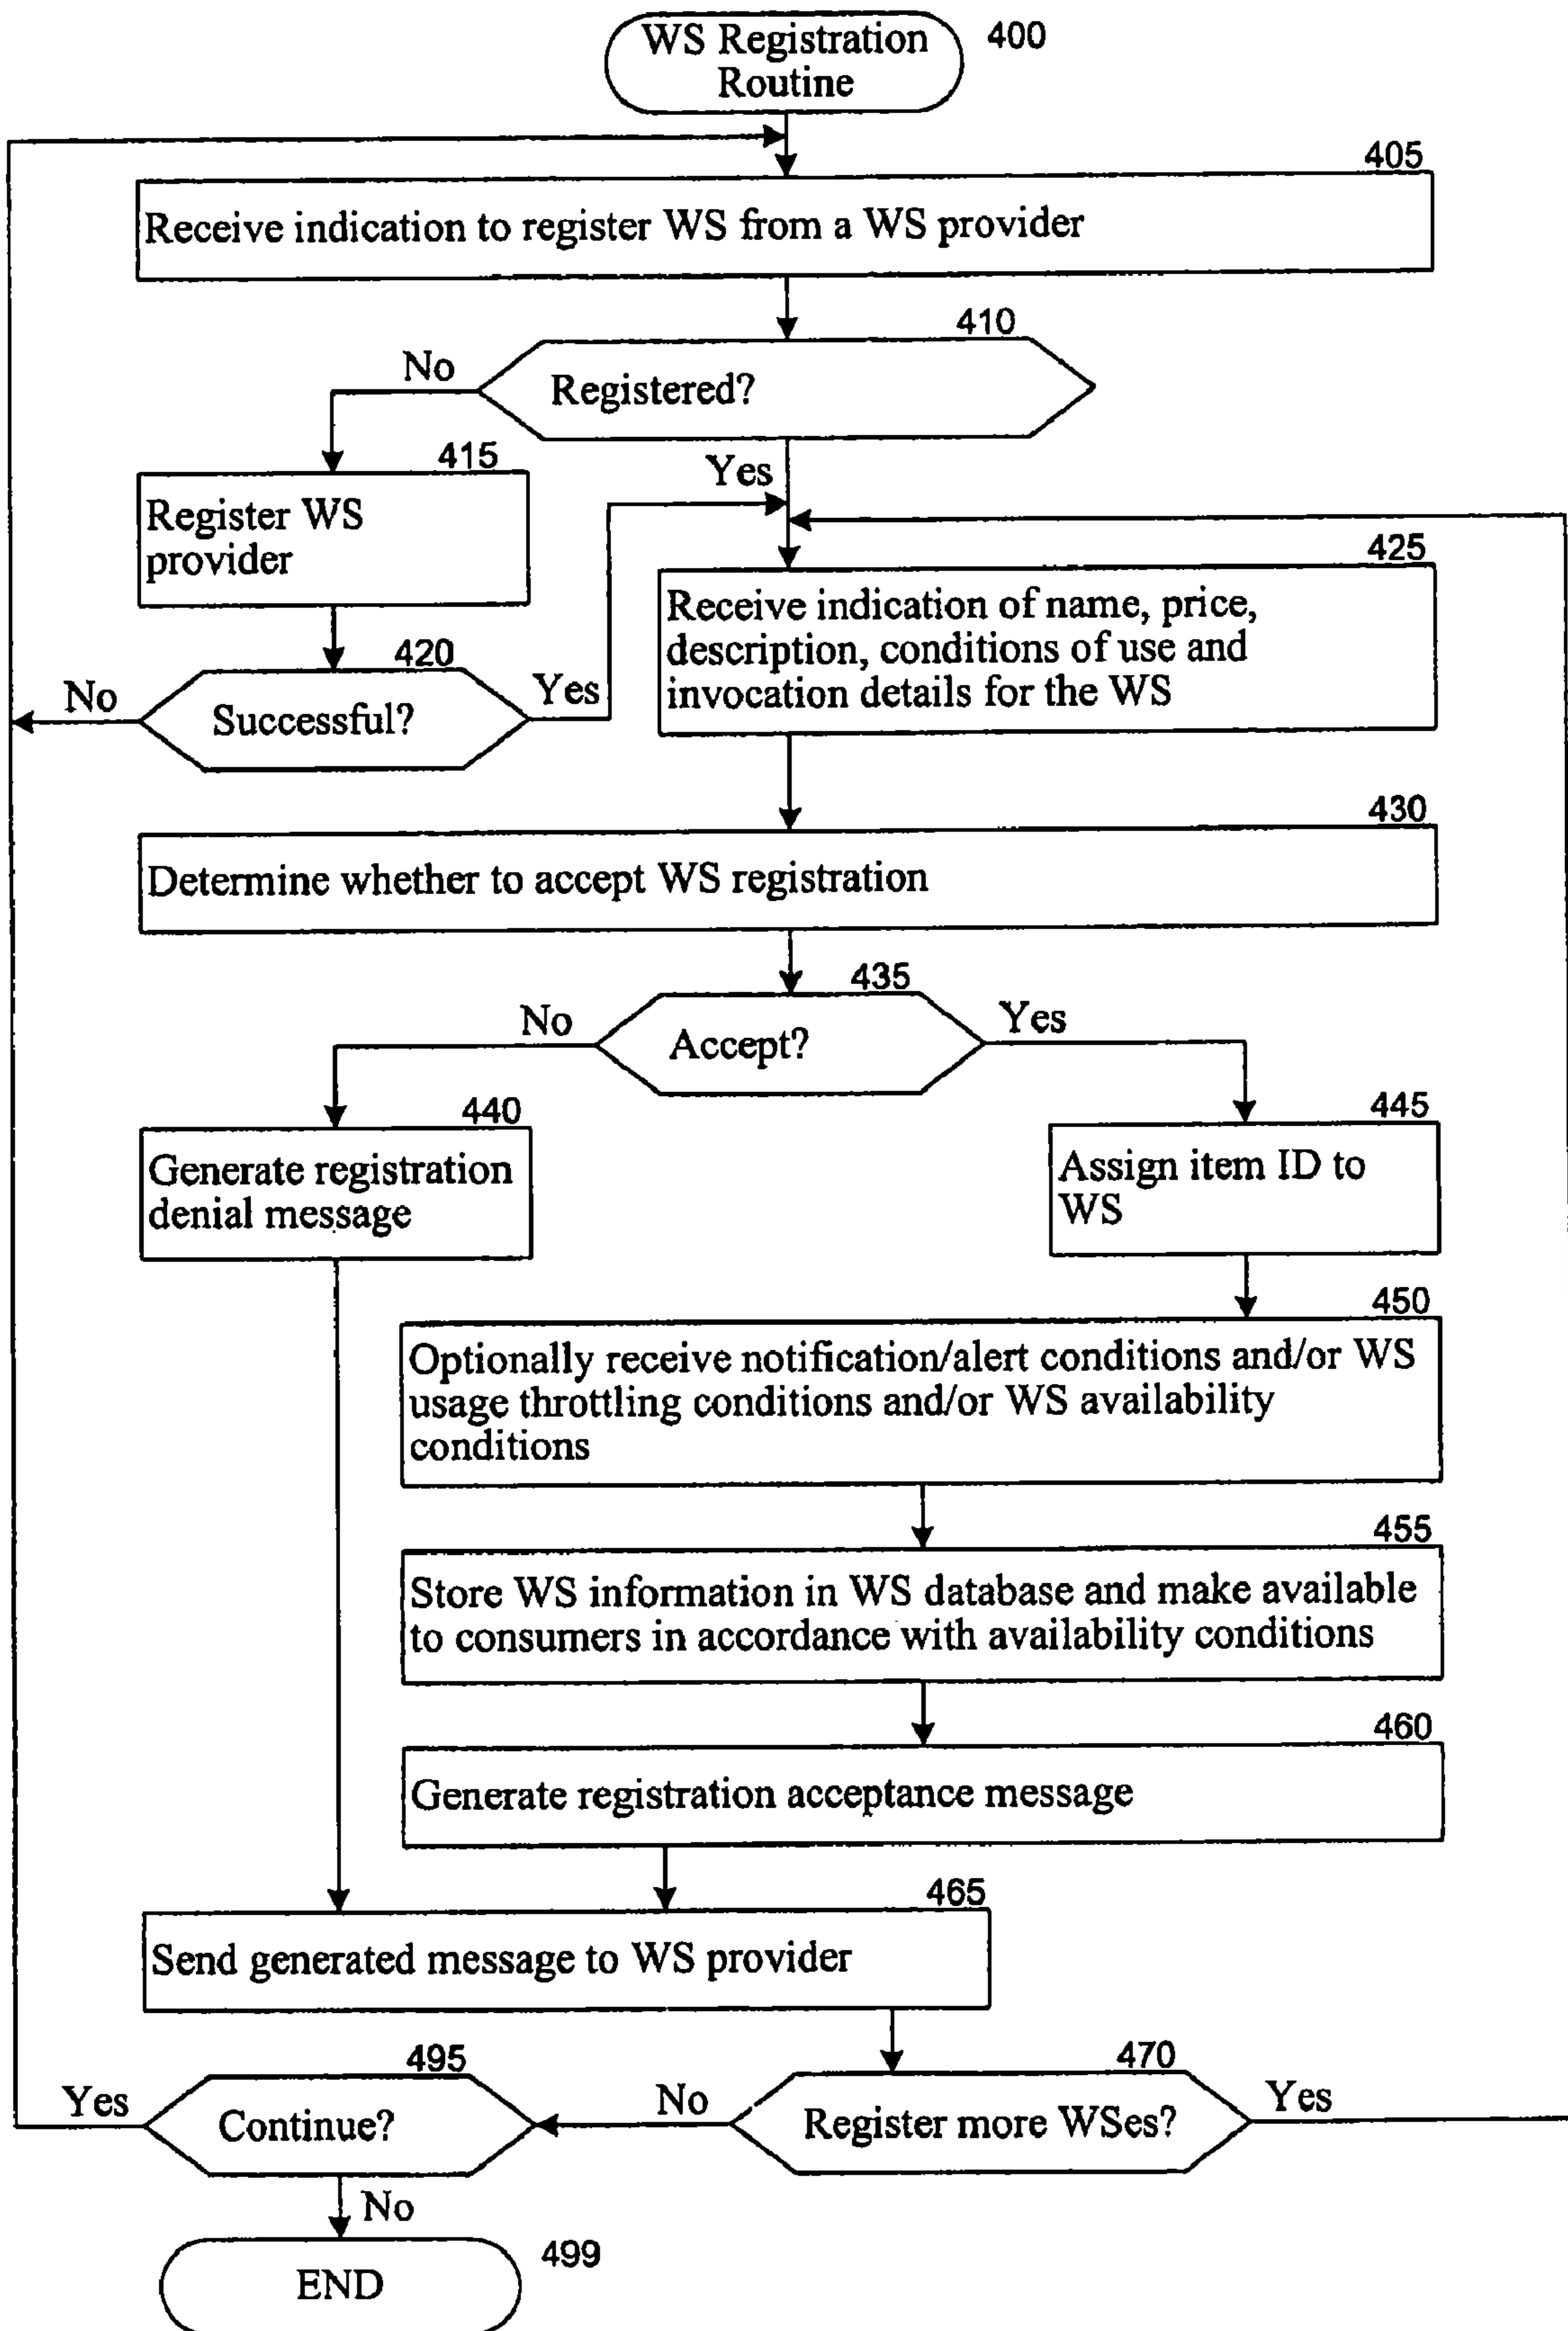 WS Registration
Routine
400
405
Receive indication to register WS from a WS provider
410
No
Registered?
415
Yes
Register WS
provider
425
Receive indication of name, price,
description, conditions of use and
invocation details for the WS
420
No
Successful?
Yes
430
Determine whether to accept WS registration
435
No
Accept?
Yes
440
Generate registration
denial message
445
Assign item ID to
WS
450
Optionally receive notification/alert conditions and/or WS
usage throttling conditions and/or WS availability
conditions
455
Store WS information in WS database and make available
to consumers in accordance with availability conditions
460
Generate registration acceptance message
465
Send generated message to WS provider
495
470
Yes
Continue?
No
Register more WSes?
Yes
No
END
499